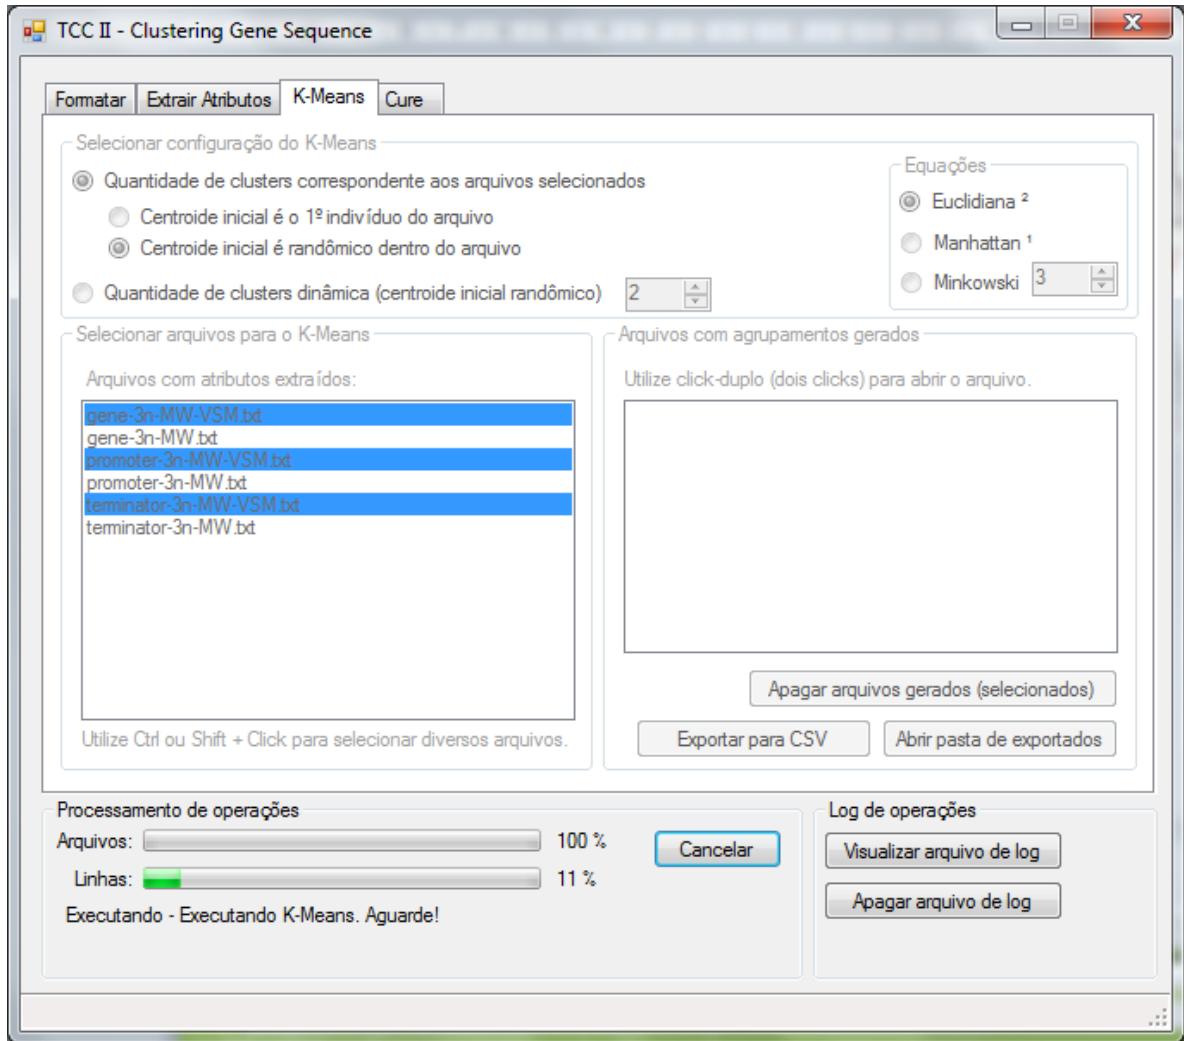 TCC II - Clustering Gene Sequence
Formatar
Extrair Atributos
K-Means
Cure
Selecionar configuração do K-Means
Quantidade de clusters correspondente aos arquivos selecionados
Centroide inicial é o 1º indivíduo do arquivo
Centroide inicial é randômico dentro do arquivo
Quantidade de clusters dinâmica (centroide inicial randômico)
2
Equações
Euclidiana ²
Manhattan ¹
Minkowski
3
Selecionar arquivos para o K-Means
Arquivos com atributos extraídos:
gene-3n-MW-VSM.txt
gene-3n-MW.txt
promoter-3n-MW-VSM.txt
promoter-3n-MW.txt
terminator-3n-MW-VSM.txt
terminator-3n-MW.txt
Utilize Ctrl ou Shift + Click para selecionar diversos arquivos.
Arquivos com agrupamentos gerados
Utilize click-duplo (dois clicks) para abrir o arquivo.
Apagar arquivos gerados (selecionados)
Exportar para CSV
Abrir pasta de exportados
Processamento de operações
Arquivos:
100 %
Linhas:
11 %
Cancelar
Executando - Executando K-Means. Aguarde!
Log de operações
Visualizar arquivo de log
Apagar arquivo de log